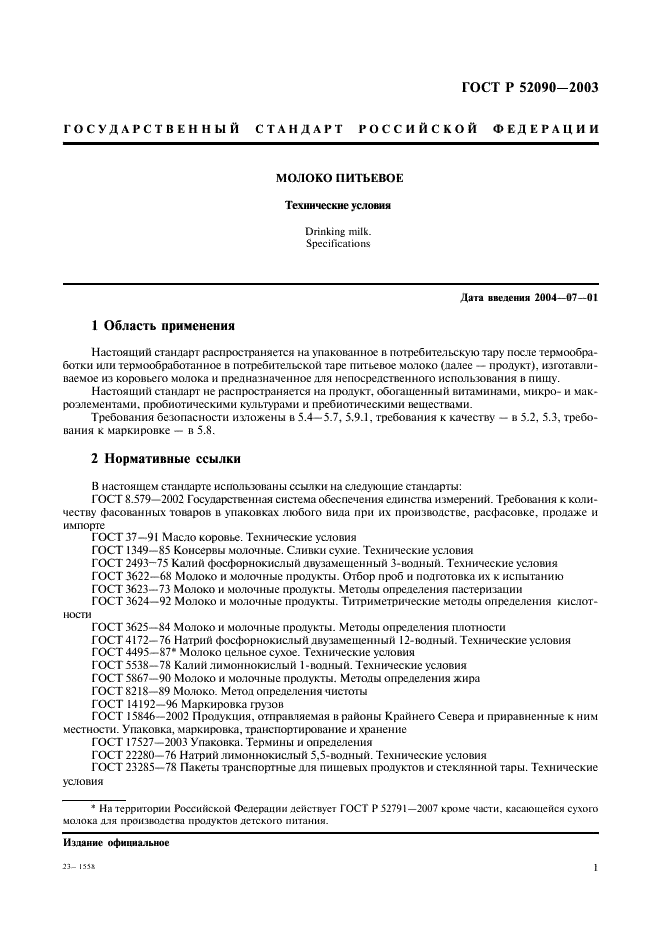 ГОСТ Р 52090—2003
ГОСУДАРСТВЕННЫЙ СТАНДАРТ РОССИЙСКОЙ ФЕДЕРАЦИИ
МОЛОКО ПИТЬЕВОЕ
Технические условия
Drinking milk.
Specifications
Дата введения 2004—07—01
1 Область применения
Настоящий стандарт распространяется на упакованное в потребительскую тару после термообра-
ботки или термообработанное в потребительской таре питьевое молоко (далее — продукт), изготавли-
ваемое из коровьего молока и предназначенное для непосредственного использования в пищу.
Настоящий стандарт не распространяется на продукт, обогащенный витаминами, микро- и мак-
роэлементами, пробиотическими культурами и пребиотическими веществами.
Требования безопасности изложены в 5.4—5.7, 5.9.1, требования к качеству — в 5.2, 5.3, требо-
вания к маркировке — в 5.8.
2 Нормативные ссылки
В настоящем стандарте использованы ссылки на следующие стандарты:
ГОСТ 8.579—2002 Государственная система обеспечения единства измерений. Требования к коли-
честву фасованных товаров в упаковках любого вида при их производстве, расфасовке, продаже и
импорте
ГОСТ 37—91 Масло коровье. Технические условия
ГОСТ 1349—85 Консервы молочные. Сливки сухие. Технические условия
ГОСТ 2493—75 Калий фосфорнокислый двузамещенный 3-водный. Технические условия
ГОСТ 3622—68 Молоко и молочные продукты. Отбор проб и подготовка их к испытанию
ГОСТ 3623—73 Молоко и молочные продукты. Методы определения пастеризации
ГОСТ 3624—92 Молоко и молочные продукты. Титриметрические методы определения кислот-
ности
ГОСТ 3625—84 Молоко и молочные продукты. Методы определения плотности
ГОСТ 4172—76 Натрий фосфорнокислый двузамещенный 12-водный. Технические условия
ГОСТ 4495—87* Молоко цельное сухое. Технические условия
ГОСТ 5538—78 Калий лимоннокислый 1-водный. Технические условия
ГОСТ 5867—90 Молоко и молочные продукты. Методы определения жира
ГОСТ 8218—89 Молоко. Метод определения чистоты
ГОСТ 14192—96 Маркировка грузов
ГОСТ 15846—2002 Продукция, отправляемая в районы Крайнего Севера и приравненные к ним
местности. Упаковка, маркировка, транспортирование и хранение
ГОСТ 17527—2003 Упаковка. Термины и определения
ГОСТ 22280—76 Натрий лимоннокислый 5,5-водный. Технические условия
ГОСТ 23285—78 Пакеты транспортные для пищевых продуктов и стеклянной тары. Технические
условия
* На территории Российской Федерации действует ГОСТ Р 52791—2007 кроме части, касающейся сухого
молока для производства продуктов детского питания.
Издание официальное
23— 1558
1